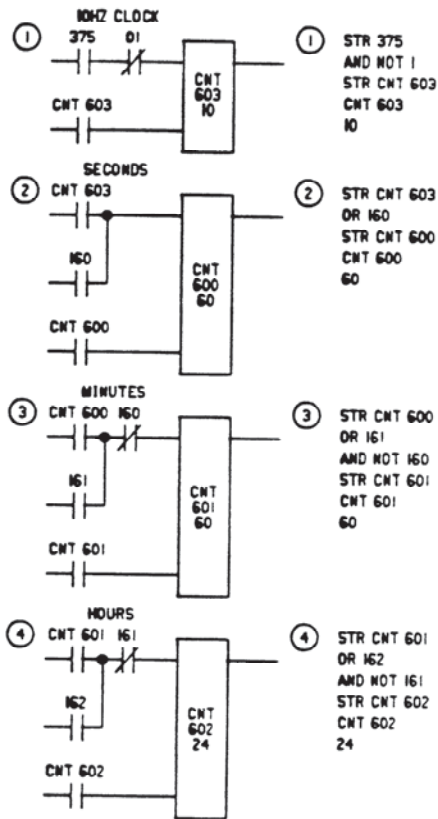 10HZ CLOCK
1
375 01
CNT
603
10
CNT 603
1
STR 375
AND NOT 1
STR CNT 603
CNT 603
10
SECONDS
2
CNT 603
160
CNT
600
60
CNT 600
2
STR CNT 603
OR 160
STR CNT 600
CNT 600
60
MINUTES
3
CNT 600 160
161
CNT
601
60
CNT 601
3
STR CNT 600
OR 161
AND NOT 160
STR CNT 601
CNT 601
60
HOURS
4
CNT 601 161
162
CNT
602
24
CNT 602
4
STR CNT 601
OR 162
AND NOT 161
STR CNT 602
CNT 602
24